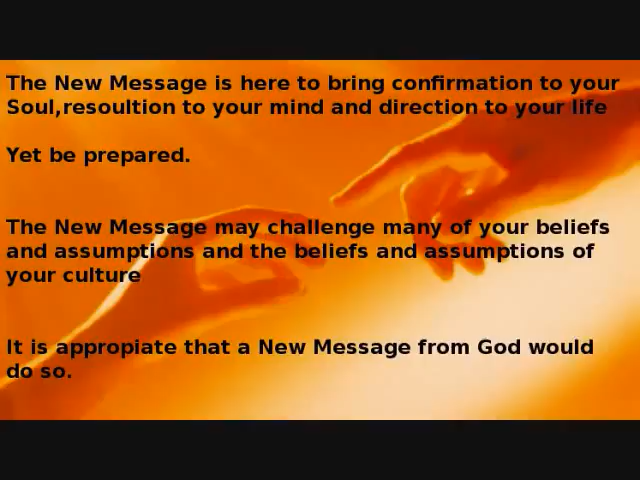 The New Message is here to bring confirmation to your
Soul,resoultion to your mind and direction to your life
Yet be prepared.
The New Message may challenge many of your beliefs
and assumptions and the beliefs and assumptions of
your culture
It is appropiate that a New Message from God would
do so.